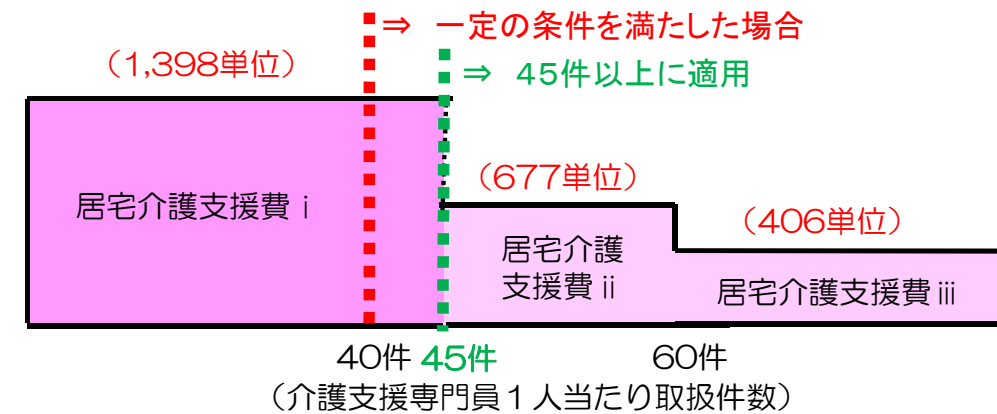 ⇒ 一定の条件を満たした場合
(1,398単位)
⇒ 45件以上に適用
(677単位)
居宅介護支援費ⅰ
(406単位)
居宅介護
支援費ⅱ
居宅介護支援費ⅲ
40件 45件 60件
(介護支援専門員1人当たり取扱件数)